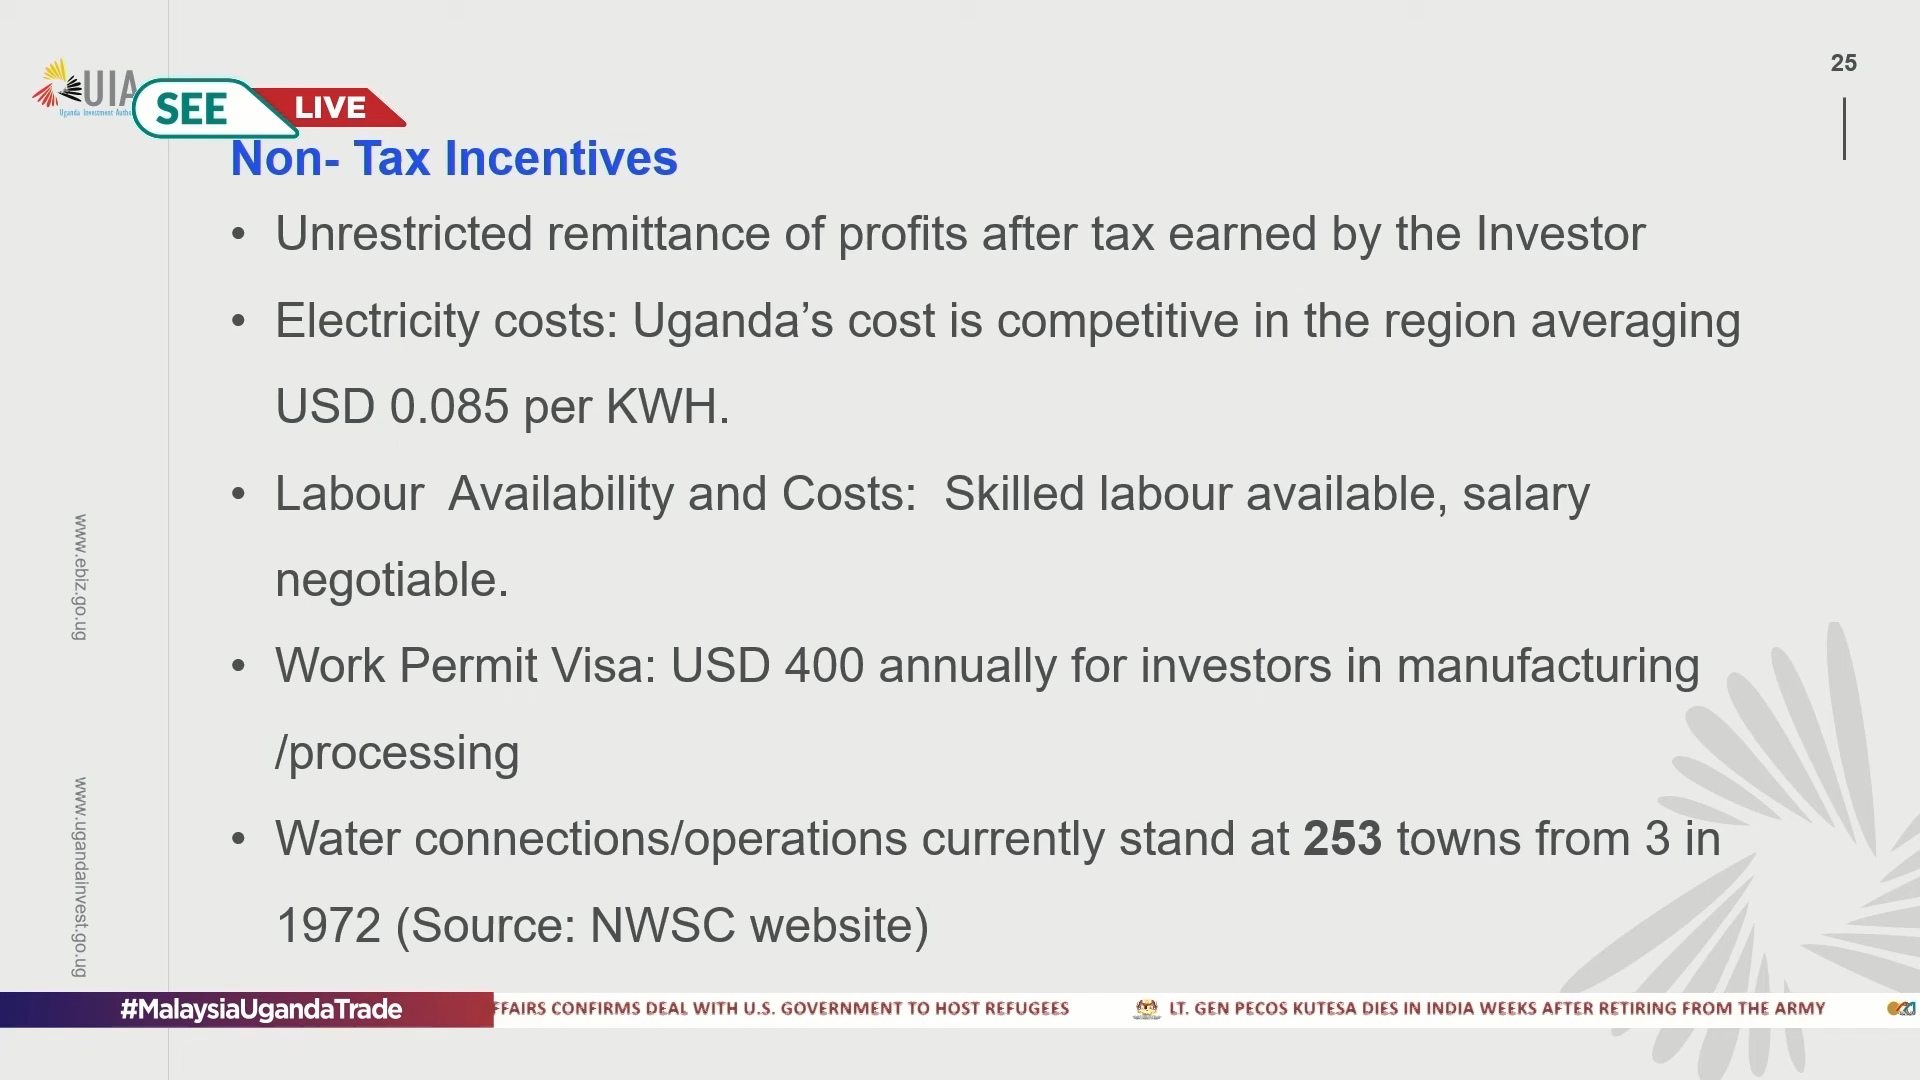 25
UIA
Uganda Investment
SEE
LIVE
Non- Tax Incentives
• Unrestricted remittance of profits after tax earned by the Investor
• Electricity costs: Uganda’s cost is competitive in the region averaging
USD 0.085 per KWH.
• Labour  Availability and Costs:  Skilled labour available, salary
negotiable.
• Work Permit Visa: USD 400 annually for investors in manufacturing
/processing
• Water connections/operations currently stand at 253 towns from 3 in
1972 (Source: NWSC website)
www.ebiz.go.ug
www.ugandainvest.go.ug
#MalaysiaUgandaTrade
FFAIRS CONFIRMS DEAL WITH U.S. GOVERNMENT TO HOST REFUGEES
LT. GEN PECOS KUTESA DIES IN INDIA WEEKS AFTER RETIRING FROM THE ARMY